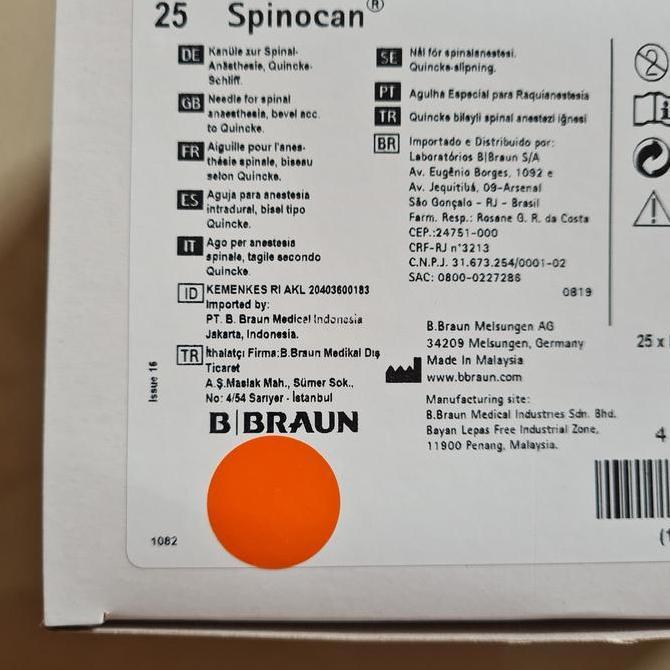 25 Spinocan®
DE Kanüle zur Spinal-
Anästhesie, Quincke-
Schliff.
GB Needle for spinal
anaesthesia, bevel acc.
to Quincke.
FR Aiguille pour l'anes-
thésie spinale, biseau
selon Quincke.
ES Aguja para anestesia
intradural, bisel tipo
Quincke.
IT Ago per anestesia
spinale, taglie secondo
Quincke.
ID KEMENKES RI AKL 20403600183
Imported by:
PT. B. Braun Medical Indonesia
Jakarta, Indonesia.
TR İthalatçı Firma:B.Braun Medikal Dış
Ticaret
A.Ş.Maslak Mah., Sümer Sok.,
No: 4/54 Sarıyer - İstanbul
B|BRAUN
Issue 16
1082
SE Nål för spinalanestesi.
Quincke-slipning.
PT Agulha Especial para Raquianestesia
TR Quincke bileyli spinal anestezi iğnesi
BR Importado e Distribuido por:
Laboratórios B|Braun S/A
Av. Eugênio Borges, 1092 e
Av. Jequitibá, 09-Arsenal
São Gonçalo - RJ - Brasil
Farm. Resp.: Rosane G. R. da Costa
CEP.:24751-000
CRF-RJ n°3213
C.N.P.J. 31.673.254/0001-02
SAC: 0800-0227286
0819
B.Braun Melsungen AG
34209 Melsungen, Germany
Made in Malaysia
www.bbraun.com
Manufacturing site:
B.Braun Medical Industries Sdn. Bhd.
Bayan Lepas Free Industrial Zone,
11900 Penang, Malaysia.
2
i
25 x
4
(1